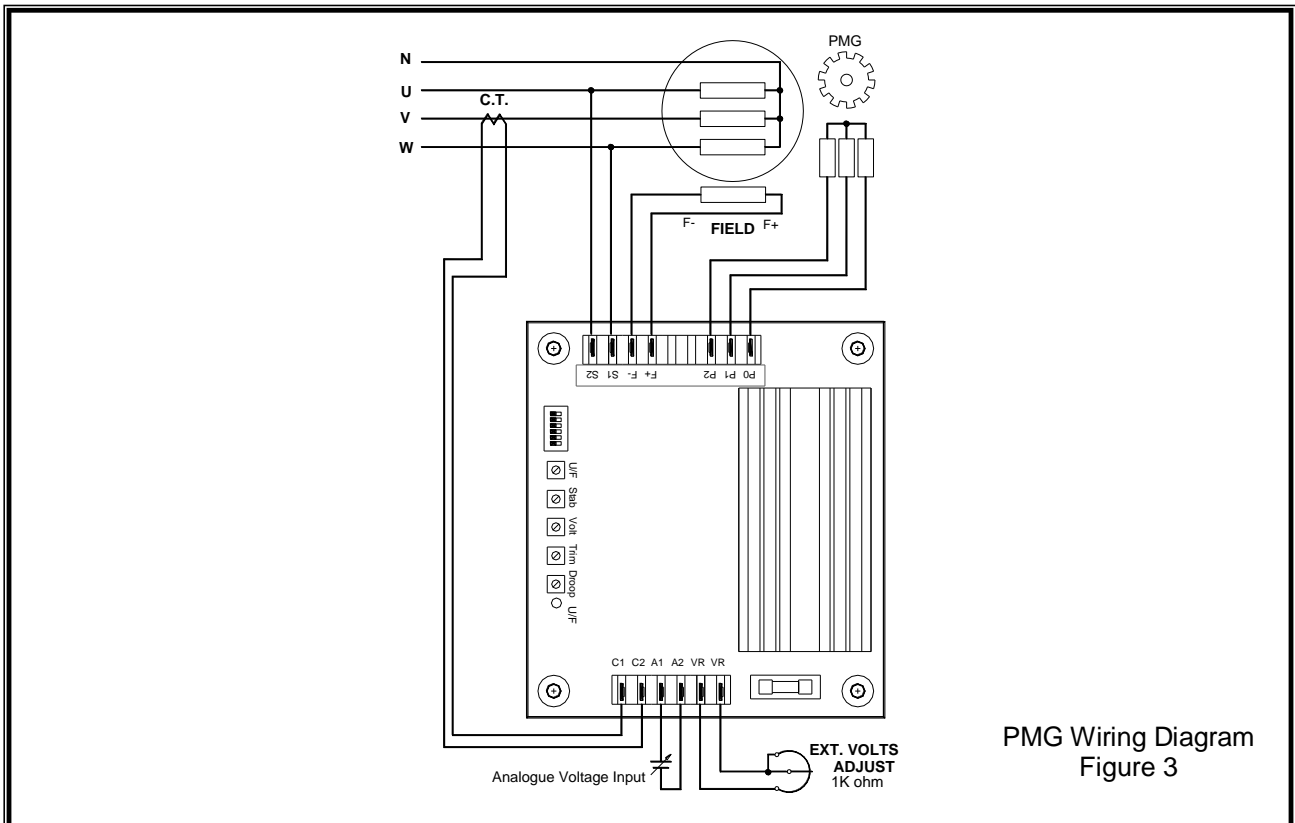 PMG
N
U
C.T.
V
W
F- FIELD F+
S2 S1 F- F+ P2 P1 P0
U/F
Stab
Volt
Trim
Droop
U/F
C1 C2 A1 A2 VR VR
Analogue Voltage Input
EXT. VOLTS
ADJUST
1K ohm
PMG Wiring Diagram
Figure 3